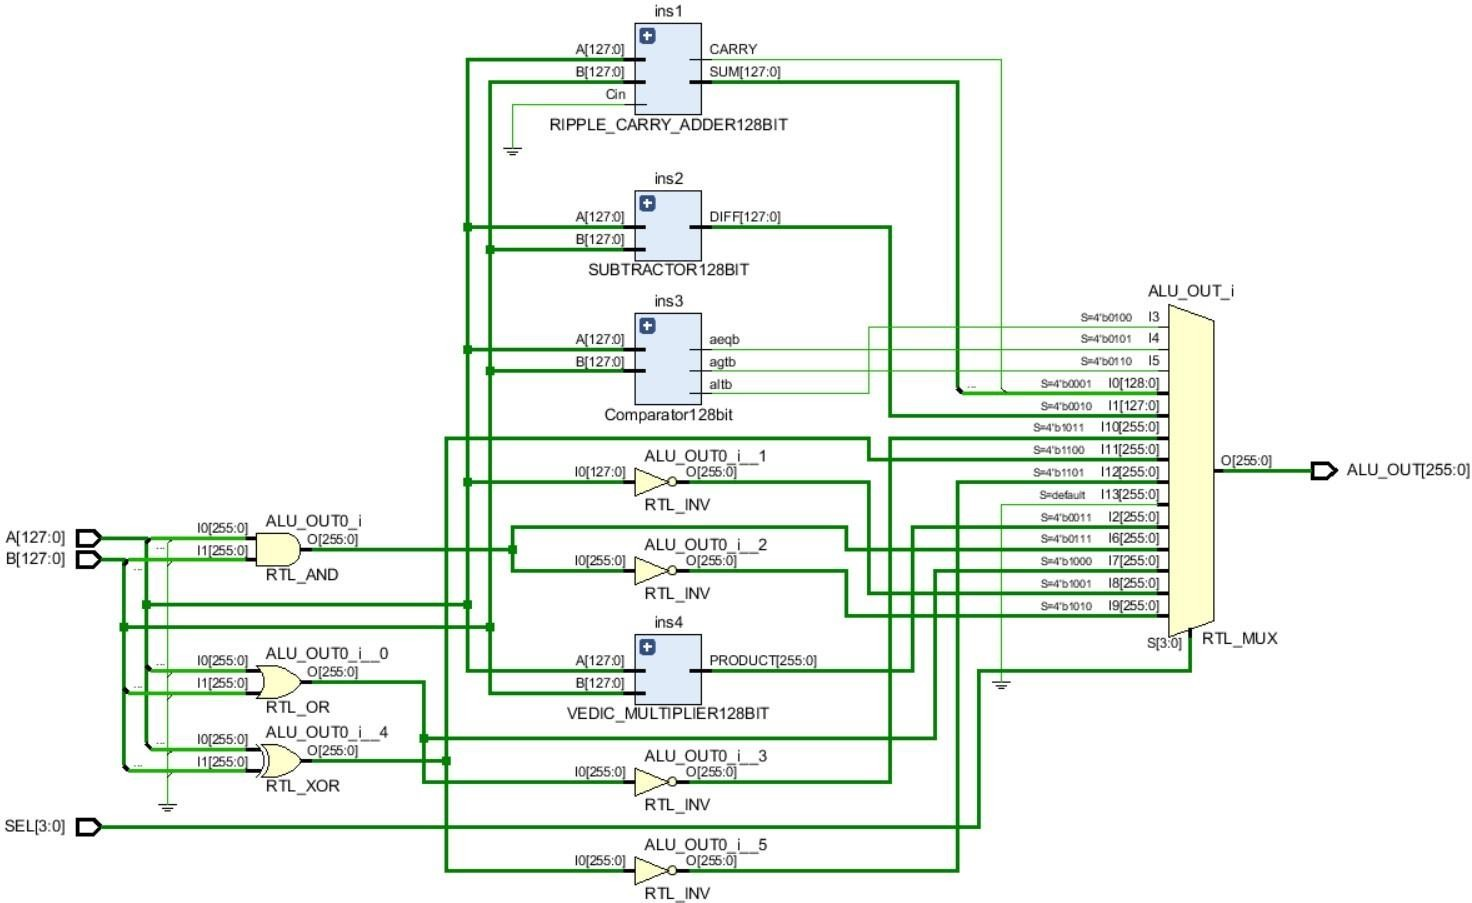 ins1
A[127:0]
B[127:0]
Cin
CARRY
SUM[127:0]
RIPPLE_CARRY_ADDER128BIT
ins2
A[127:0]
B[127:0]
DIFF[127:0]
SUBTRACTOR128BIT
ins3
A[127:0]
B[127:0]
aeqb
agtb
altb
Comparator128bit
ALU_OUT0_i__1
I0[127:0]
O[255:0]
RTL_INV
A[127:0]
B[127:0]
ALU_OUT0_i
I0[255:0]
I1[255:0]
O[255:0]
RTL_AND
ALU_OUT0_i__2
I0[255:0]
O[255:0]
RTL_INV
ins4
A[127:0]
B[127:0]
PRODUCT[255:0]
VEDIC_MULTIPLIER128BIT
ALU_OUT0_i__0
I0[255:0]
I1[255:0]
O[255:0]
RTL_OR
ALU_OUT0_i__4
I0[255:0]
I1[255:0]
O[255:0]
RTL_XOR
ALU_OUT0_i__3
I0[255:0]
O[255:0]
RTL_INV
SEL[3:0]
ALU_OUT0_i__5
I0[255:0]
O[255:0]
RTL_INV
ALU_OUT_i
S=4'b0100 I3
S=4'b0101 I4
S=4'b0110 I5
S=4'b0001 I0[128:0]
S=4'b0010 I1[127:0]
S=4'b1011 I10[255:0]
S=4'b1100 I11[255:0]
S=4'b1101 I12[255:0]
S=default I13[255:0]
S=4'b0011 I2[255:0]
S=4'b0111 I6[255:0]
S=4'b1000 I7[255:0]
S=4'b1001 I8[255:0]
S=4'b1010 I9[255:0]
S[3:0]
RTL_MUX
O[255:0]
ALU_OUT[255:0]